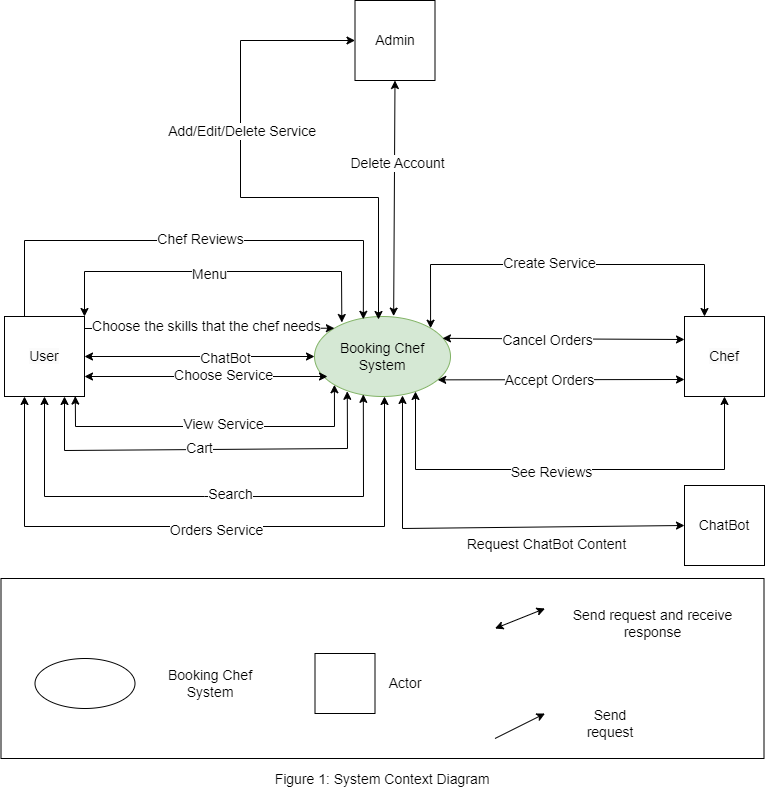 Admin
Add/Edit/Delete Service
Delete Account
Chef Reviews
Create Service
Menu
Choose the skills that the chef needs
User
ChatBot
Choose Service
Booking Chef
System
Cancel Orders
Chef
Accept Orders
View Service
Cart
See Reviews
Search
Orders Service
ChatBot
Request ChatBot Content
Send request and receive
response
Booking Chef
System
Actor
Send
request
Figure 1: System Context Diagram